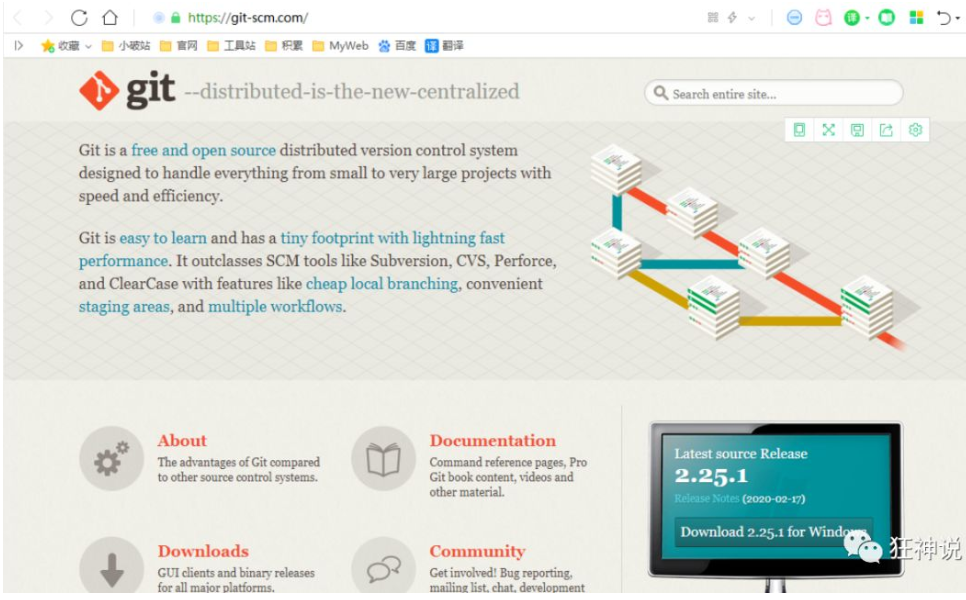 https://git-scm.com/
收藏 小破站 官网 工具站 积累 MyWeb 百度 译 翻译
git --distributed-is-the-new-centralized
Search entire site...
Git is a free and open source distributed version control system
designed to handle everything from small to very large projects with
speed and efficiency.
Git is easy to learn and has a tiny footprint with lightning fast
performance. It outclasses SCM tools like Subversion, CVS, Perforce,
and ClearCase with features like cheap local branching, convenient
staging areas, and multiple workflows.
About
The advantages of Git compared
to other source control systems.
Documentation
Command reference pages, Pro
Git book content, videos and
other material.
Downloads
GUI clients and binary releases
for all major platforms.
Community
Get involved! Bug reporting,
mailing list, chat, development
Latest source Release
2.25.1
Release Notes (2020-02-17)
Download 2.25.1 for Windows
狂神说